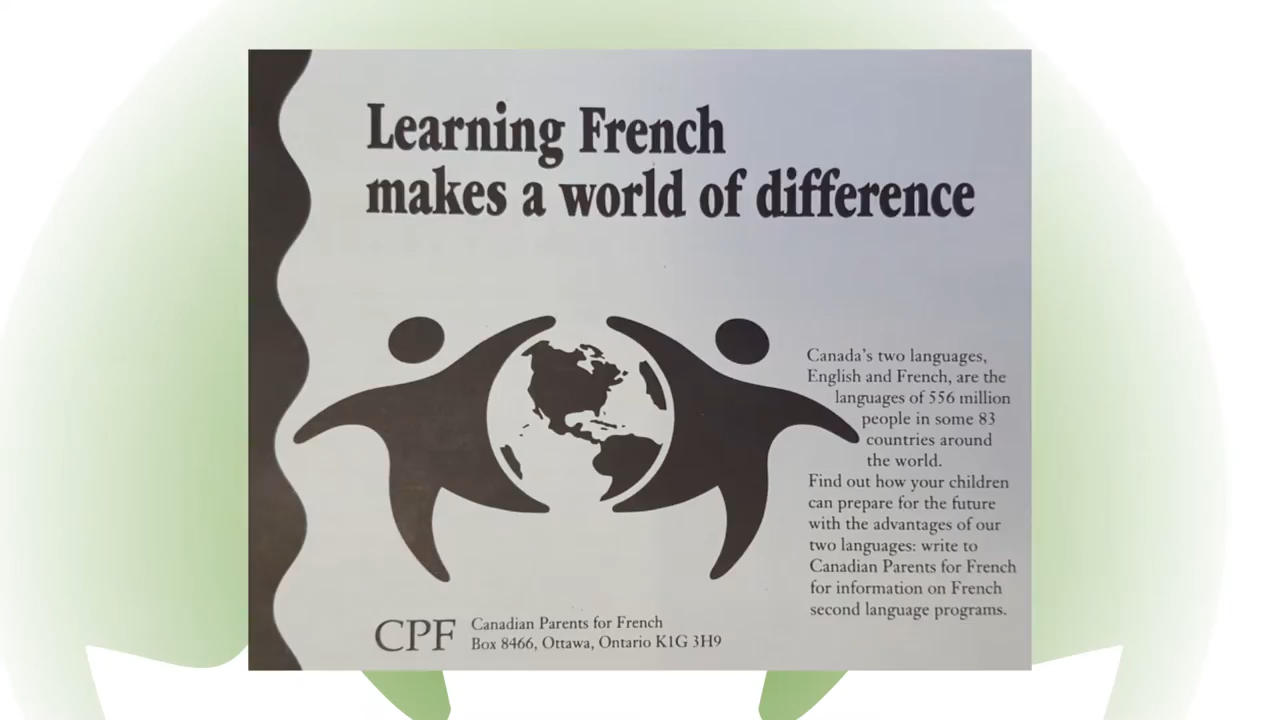 Learning French
makes a world of difference
Canada's two languages,
English and French, are the
languages of 556 million
people in some 83
countries around
the world.
Find out how your children
can prepare for the future
with the advantages of our
two languages: write to
Canadian Parents for French
for information on French
second language programs.
CPF
Canadian Parents for French
Box 8466, Ottawa, Ontario K1G 3H9